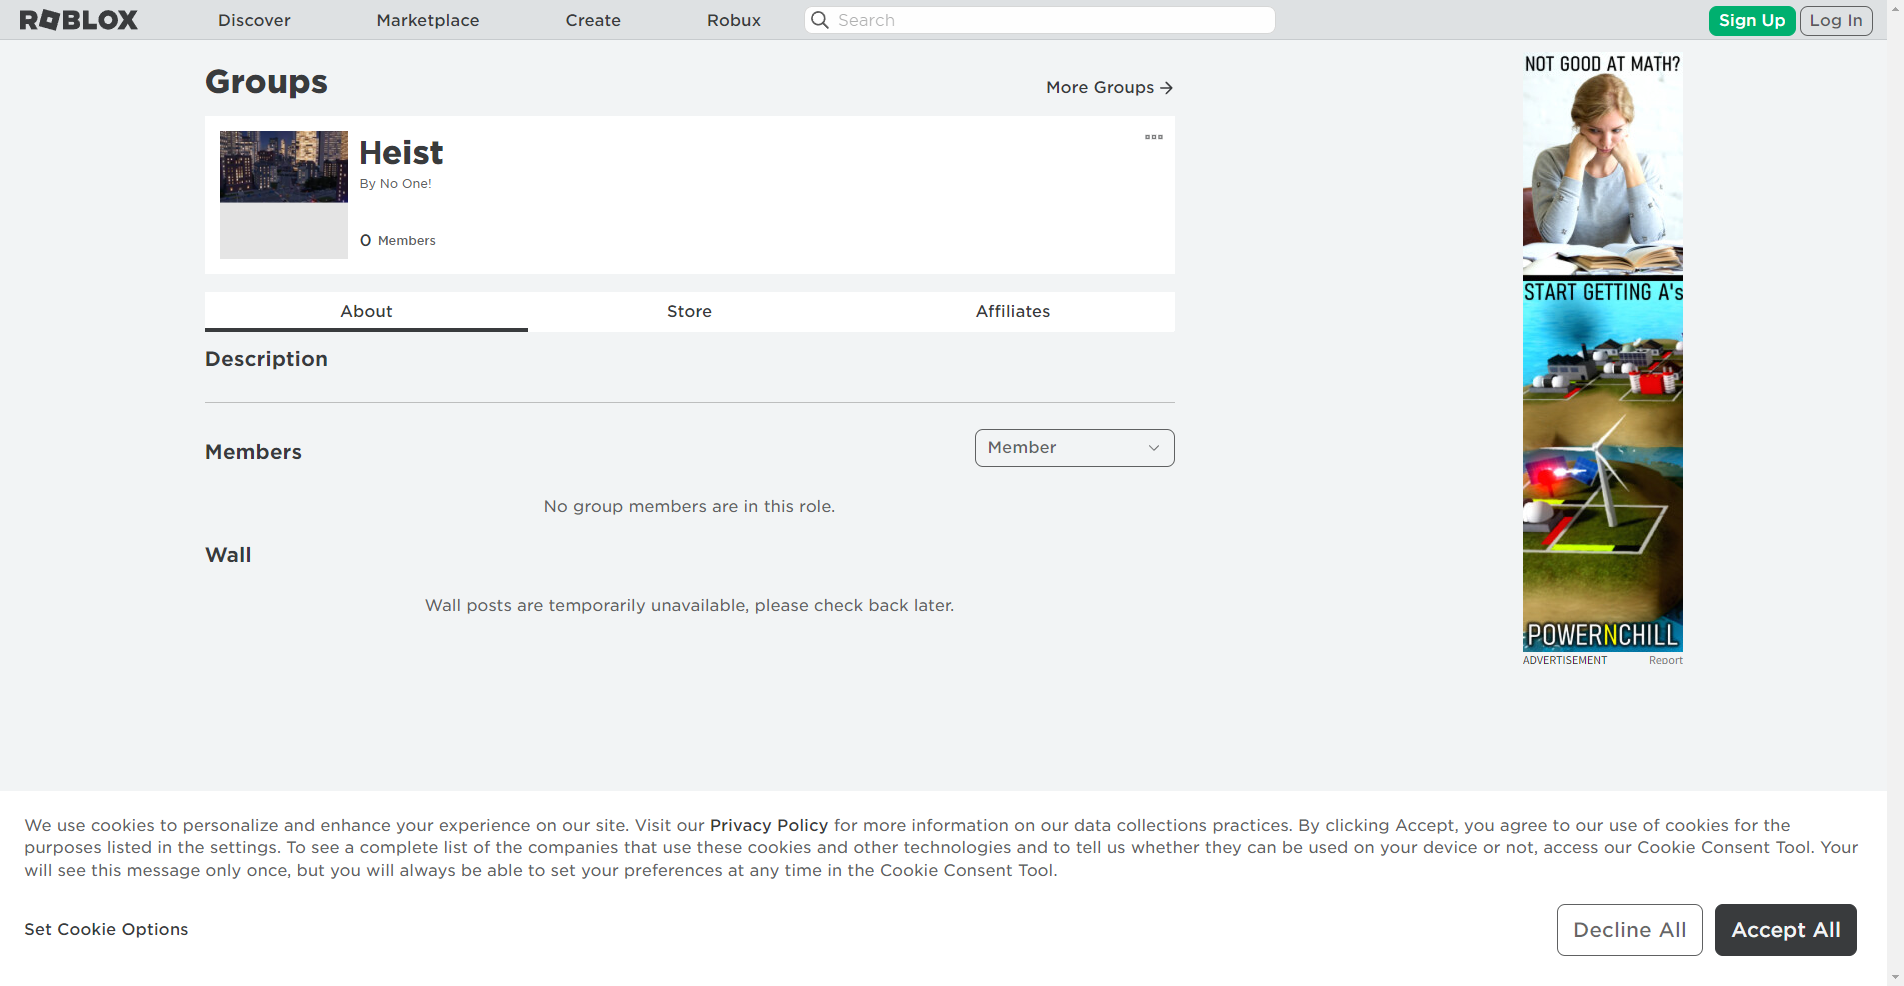 ROBLOX
Discover
Marketplace
Create
Robux
Search
Sign Up
Log In
Groups
More Groups
Heist
By No One!
0 Members
About
Store
Affiliates
Description
Members
Member
No group members are in this role.
Wall
Wall posts are temporarily unavailable, please check back later.
NOT GOOD AT MATH?
START GETTING A's
POWERNCHILL
ADVERTISEMENT
Report
We use cookies to personalize and enhance your experience on our site. Visit our Privacy Policy for more information on our data collections practices. By clicking Accept, you agree to our use of cookies for the
purposes listed in the settings. To see a complete list of the companies that use these cookies and other technologies and to tell us whether they can be used on your device or not, access our Cookie Consent Tool. Your
will see this message only once, but you will always be able to set your preferences at any time in the Cookie Consent Tool.
Set Cookie Options
Decline All
Accept All